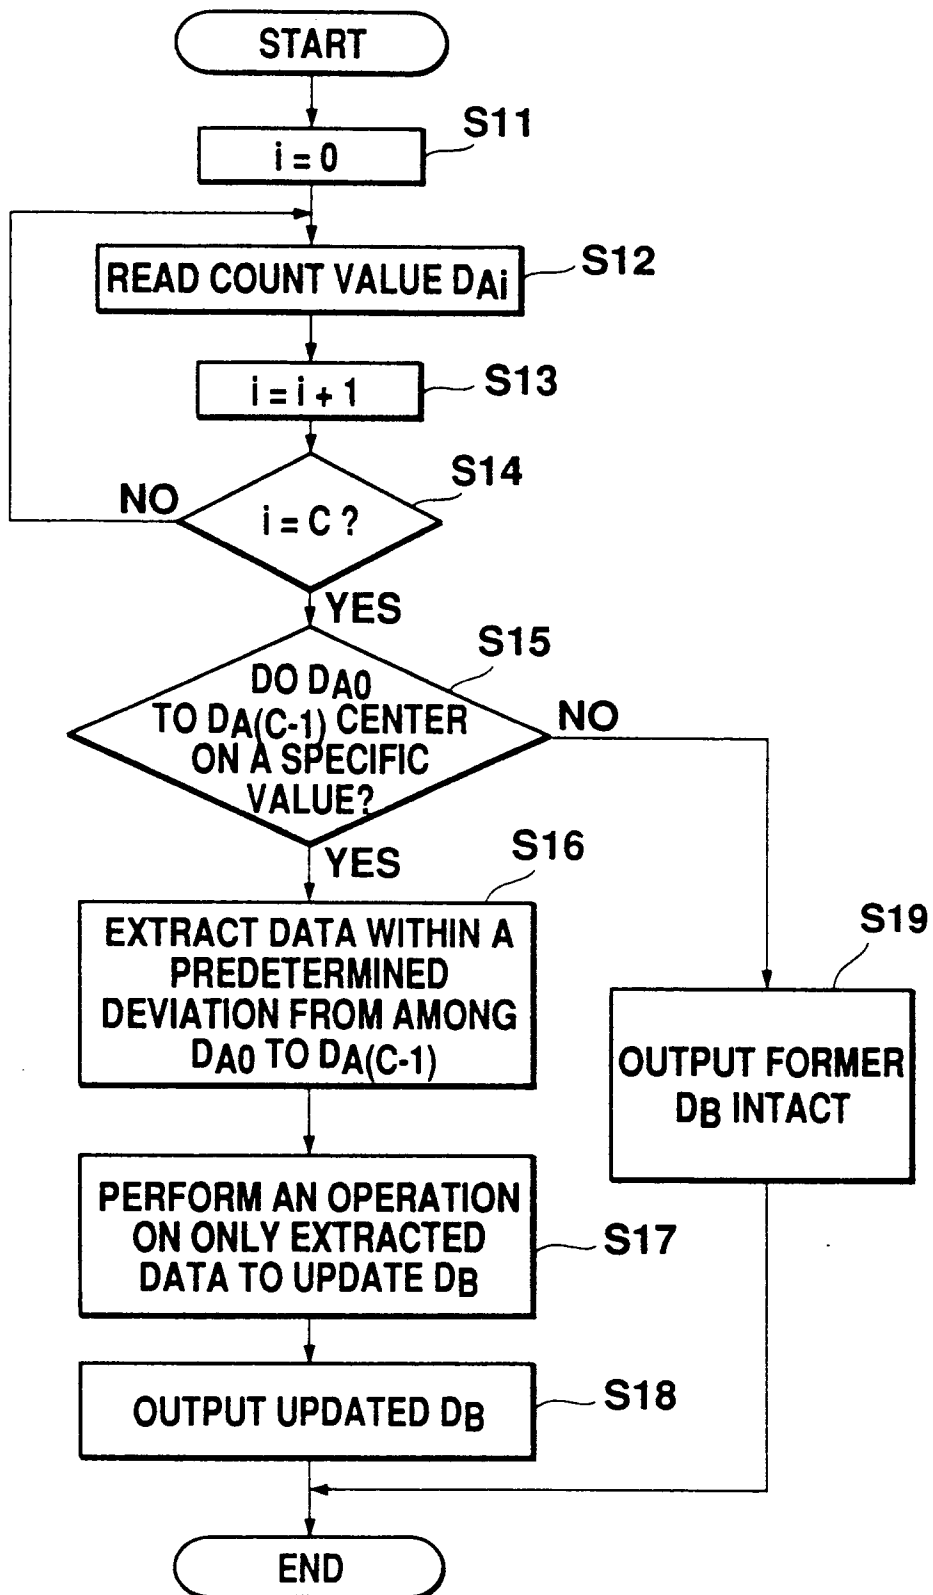 START
S11
i = 0
S12
READ COUNT VALUE DAi
S13
i = i + 1
S14
NO
i = C ?
YES
S15
DO DA0
TO DA(C-1) CENTER
ON A SPECIFIC
VALUE?
NO
YES
S16
EXTRACT DATA WITHIN A
PREDETERMINED
DEVIATION FROM AMONG
DA0 TO DA(C-1)
S19
OUTPUT FORMER
DB INTACT
PERFORM AN OPERATION
ON ONLY EXTRACTED
DATA TO UPDATE DB
S17
OUTPUT UPDATED DB
S18
END